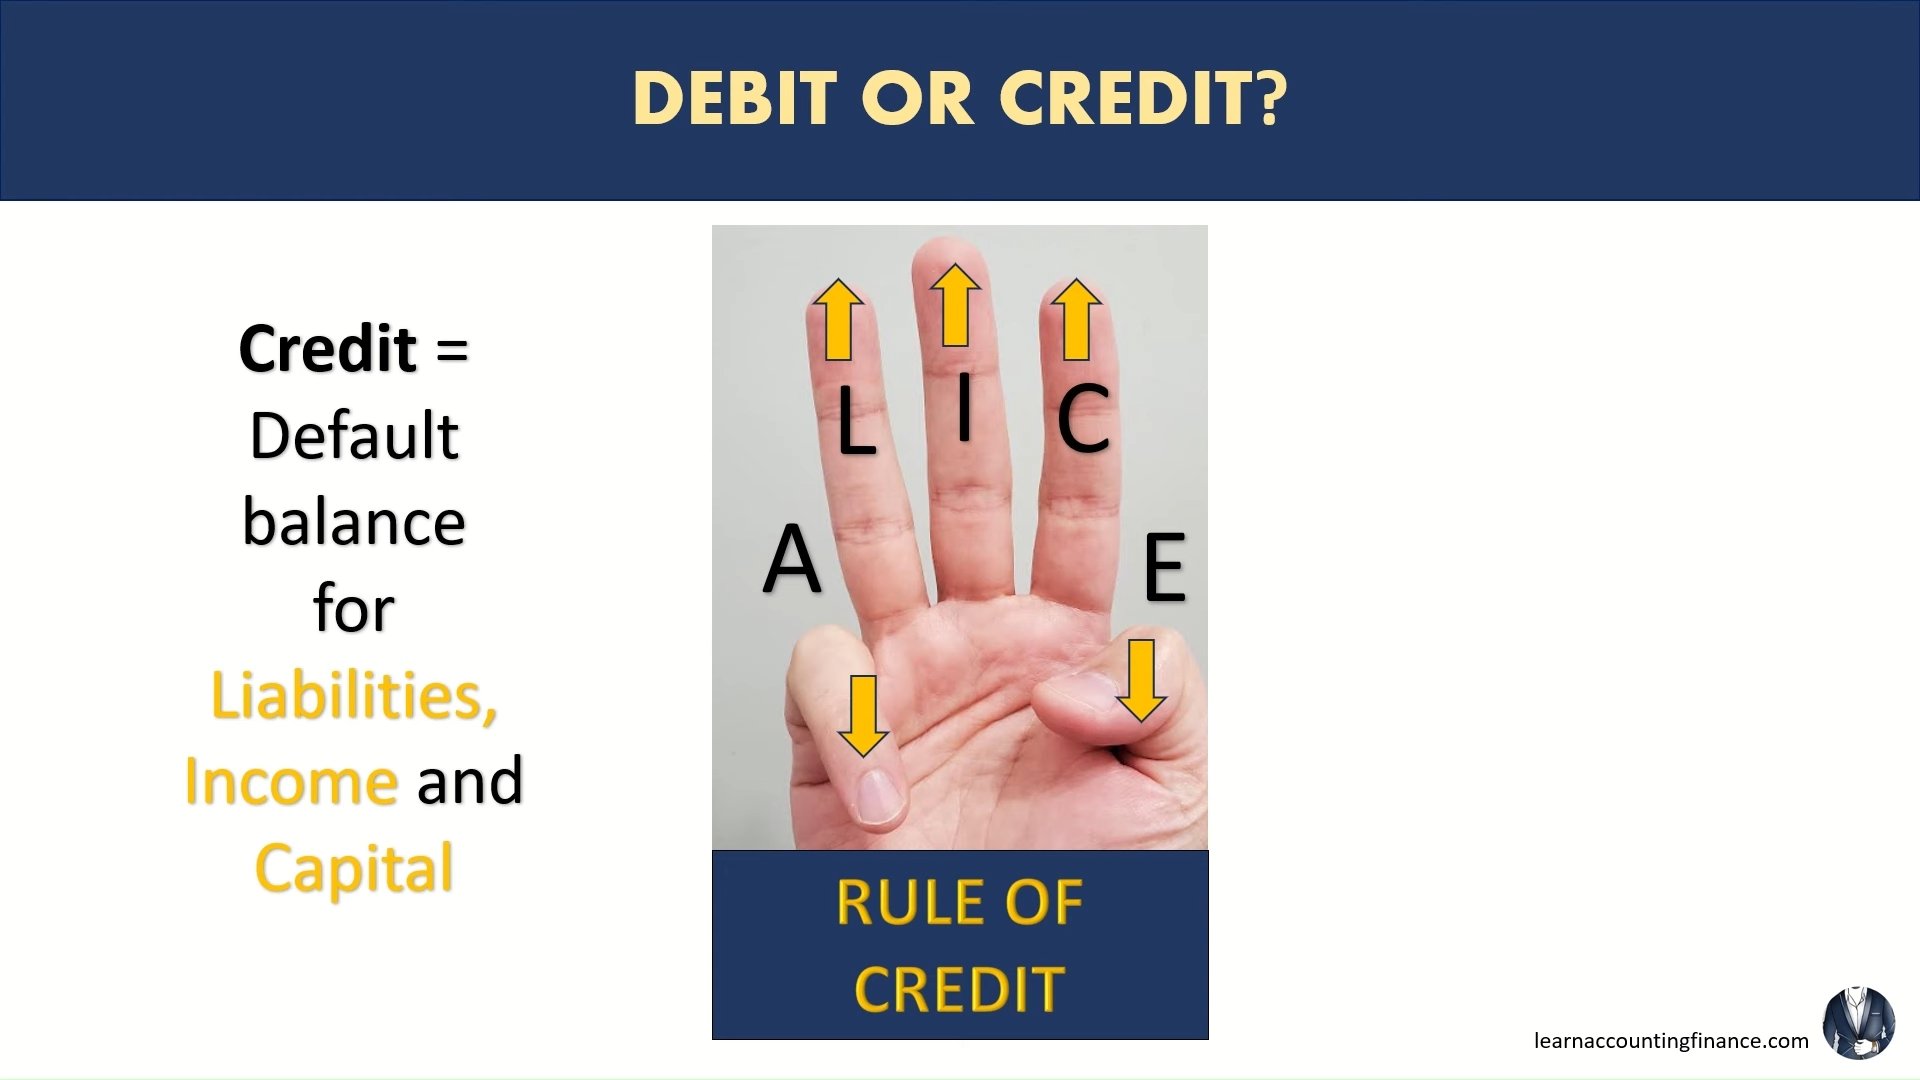 DEBIT OR CREDIT?
Credit =
Default
balance
for
Liabilities,
Income and
Capital
L
I
C
A
E
RULE OF
CREDIT
learnaccountingfinance.com